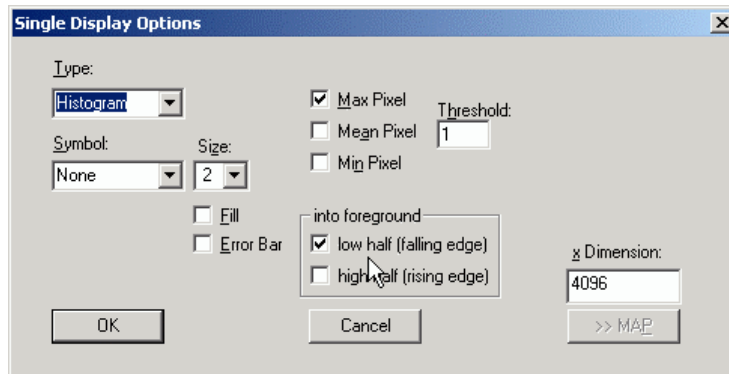 Single Display Options
Type:
Histogram
Max Pixel
Threshold:
Mean Pixel
1
Symbol:
Size:
None
2
Min Pixel
Fill
into foreground
Error Bar
low half (falling edge)
x Dimension:
high half (rising edge)
4096
OK
Cancel
>> MAP